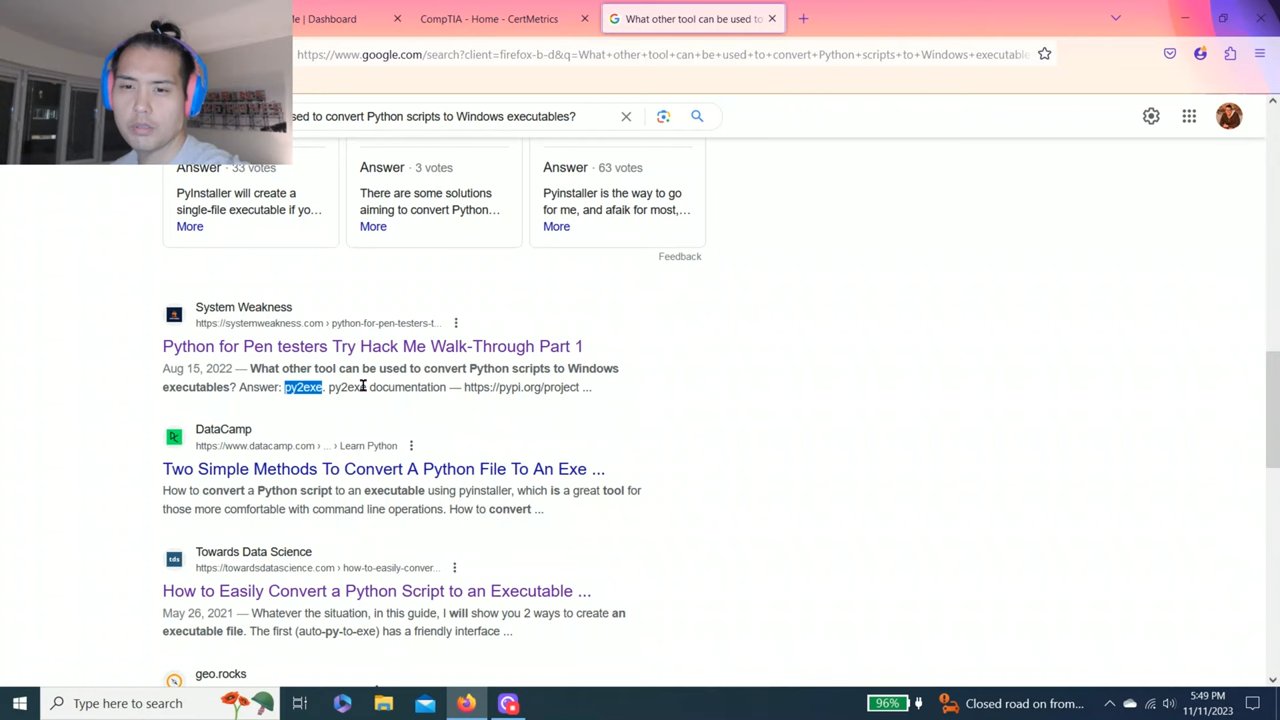 Me | Dashboard
CompTIA - Home - CertMetrics
What other tool can be used to
https://www.google.com/search?client=firefox-b-d&q=What+other+tool+can+be+used+to+convert+Python+scripts+to+Windows+executable
sed to convert Python scripts to Windows executables?
Answer · 33 votes
PyInstaller will create a
single-file executable if yo…
More
Answer · 3 votes
There are some solutions
aiming to convert Python…
More
Answer · 63 votes
Pyinstaller is the way to go
for me, and afaik for most,…
More
Feedback
System Weakness
https://systemweakness.com › python-for-pen-testers-t...
Python for Pen testers Try Hack Me Walk-Through Part 1
Aug 15, 2022 — What other tool can be used to convert Python scripts to Windows
executables? Answer: py2exe. py2exe documentation — https://pypi.org/project ...
DataCamp
https://www.datacamp.com › ... › Learn Python
Two Simple Methods To Convert A Python File To An Exe ...
How to convert a Python script to an executable using pyinstaller, which is a great tool for
those more comfortable with command line operations. How to convert ...
tds
Towards Data Science
https://towardsdatascience.com › how-to-easily-conver...
How to Easily Convert a Python Script to an Executable ...
May 26, 2021 — Whatever the situation, in this guide, I will show you 2 ways to create an
executable file. The first (auto-py-to-exe) has a friendly interface ...
geo.rocks
Type here to search
96%
Closed road on from...
5:49 PM
11/11/2023